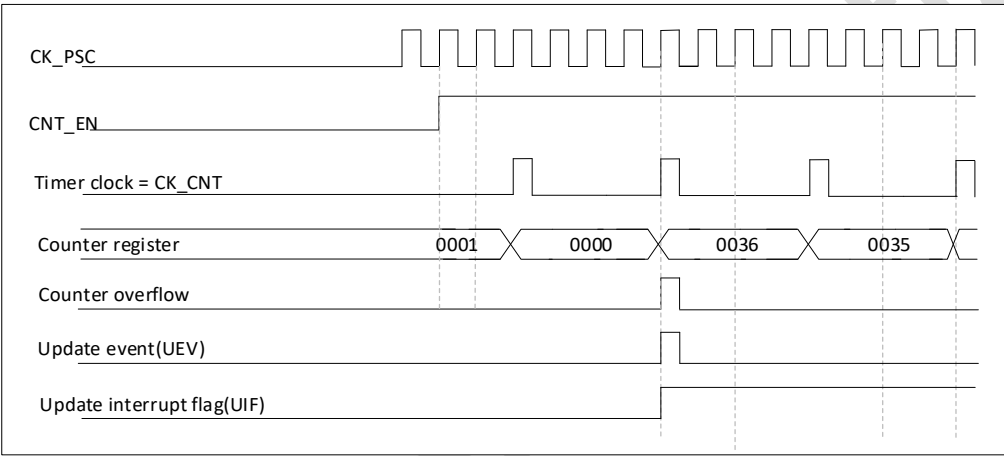 CK_PSC
CNT_EN
Timer clock = CK_CNT
Counter register 0001 0000 0036 0035
Counter overflow
Update event(UEV)
Update interrupt flag(UIF)